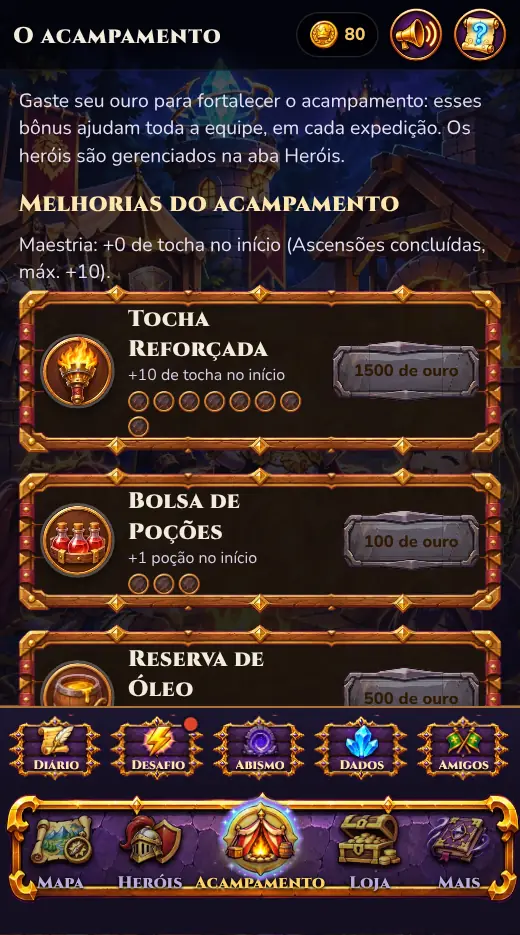 O acampamento
80
Gaste seu ouro para fortalecer o acampamento: esses
bônus ajudam toda a equipe, em cada expedição. Os
heróis são gerenciados na aba Heróis.
Melhorias do acampamento
Maestria: +0 de tocha no início (Ascensões concluídas,
máx. +10).
Tocha
Reforçada
+10 de tocha no início
1500 de ouro
Bolsa de
Poções
+1 poção no início
100 de ouro
Reserva de
Óleo
500 de ouro
Diário
Desafio
Abismo
Dados
Amigos
Mapa
Heróis
Acampamento
Loja
Mais